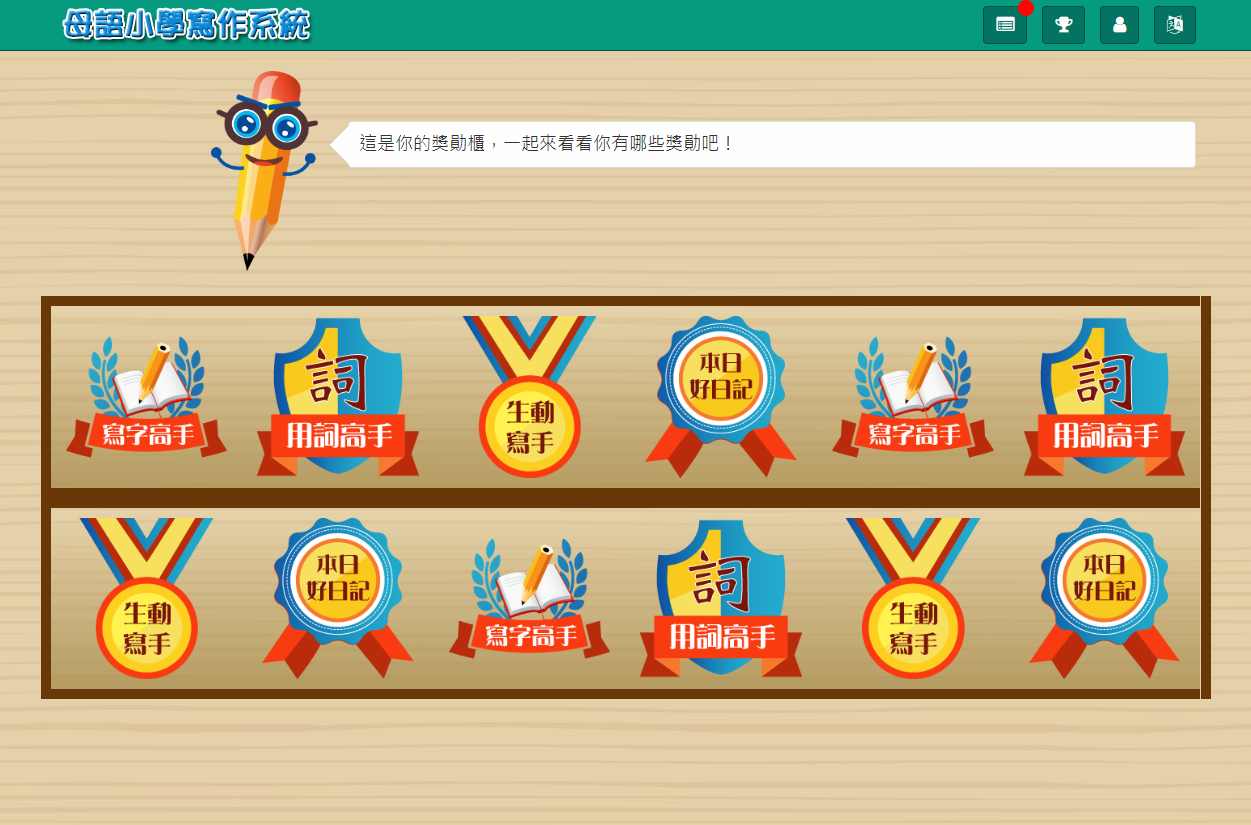 母語小學寫作系統
這是你的獎勛櫃，一起來看看你有哪些獎勛吧！
寫字高手
詞
用詞高手
生動
寫手
本日
好日記
寫字高手
詞
用詞高手
生動
寫手
本日
好日記
寫字高手
詞
用詞高手
生動
寫手
本日
好日記